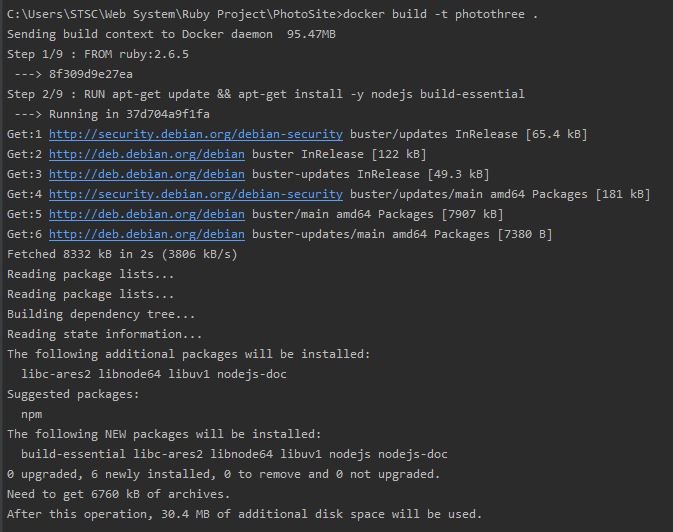 C:\Users\STSC\Web System\Ruby Project\PhotoSite>docker build -t photothree .
Sending build context to Docker daemon  95.47MB
Step 1/9 : FROM ruby:2.6.5
 ---> 8f309d9e27ea
Step 2/9 : RUN apt-get update && apt-get install -y nodejs build-essential
 ---> Running in 37d704a9f1fa
Get:1 http://security.debian.org/debian-security buster/updates InRelease [65.4 kB]
Get:2 http://deb.debian.org/debian buster InRelease [122 kB]
Get:3 http://deb.debian.org/debian buster-updates InRelease [49.3 kB]
Get:4 http://security.debian.org/debian-security buster/updates/main amd64 Packages [181 kB]
Get:5 http://deb.debian.org/debian buster/main amd64 Packages [7907 kB]
Get:6 http://deb.debian.org/debian buster-updates/main amd64 Packages [7380 B]
Fetched 8332 kB in 2s (3806 kB/s)
Reading package lists...
Reading package lists...
Building dependency tree...
Reading state information...
The following additional packages will be installed:
  libc-ares2 libnode64 libuv1 nodejs-doc
Suggested packages:
  npm
The following NEW packages will be installed:
  build-essential libc-ares2 libnode64 libuv1 nodejs nodejs-doc
0 upgraded, 6 newly installed, 0 to remove and 0 not upgraded.
Need to get 6760 kB of archives.
After this operation, 30.4 MB of additional disk space will be used.